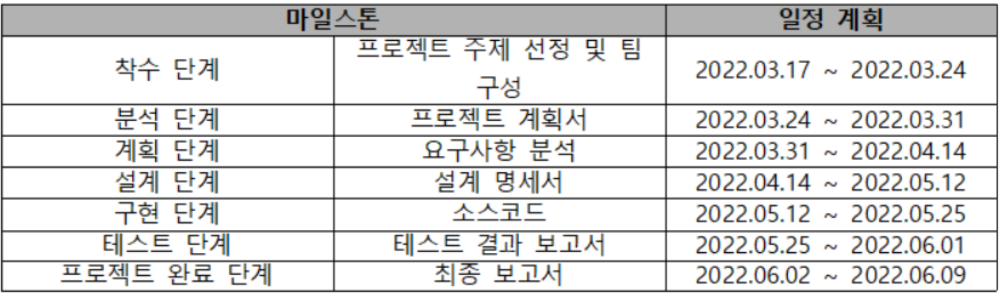 마일스톤 일정 계획
착수 단계 프로젝트 주제 선정 및 팀 2022.03.17 ~ 2022.03.24
구성
분석 단계 프로젝트 계획서 2022.03.24 ~ 2022.03.31
계획 단계 요구사항 분석 2022.03.31 ~ 2022.04.14
설계 단계 설계 명세서 2022.04.14 ~ 2022.05.12
구현 단계 소스코드 2022.05.12 ~ 2022.05.25
테스트 단계 테스트 결과 보고서 2022.05.25 ~ 2022.06.01
프로젝트 완료 단계 최종 보고서 2022.06.02 ~ 2022.06.09